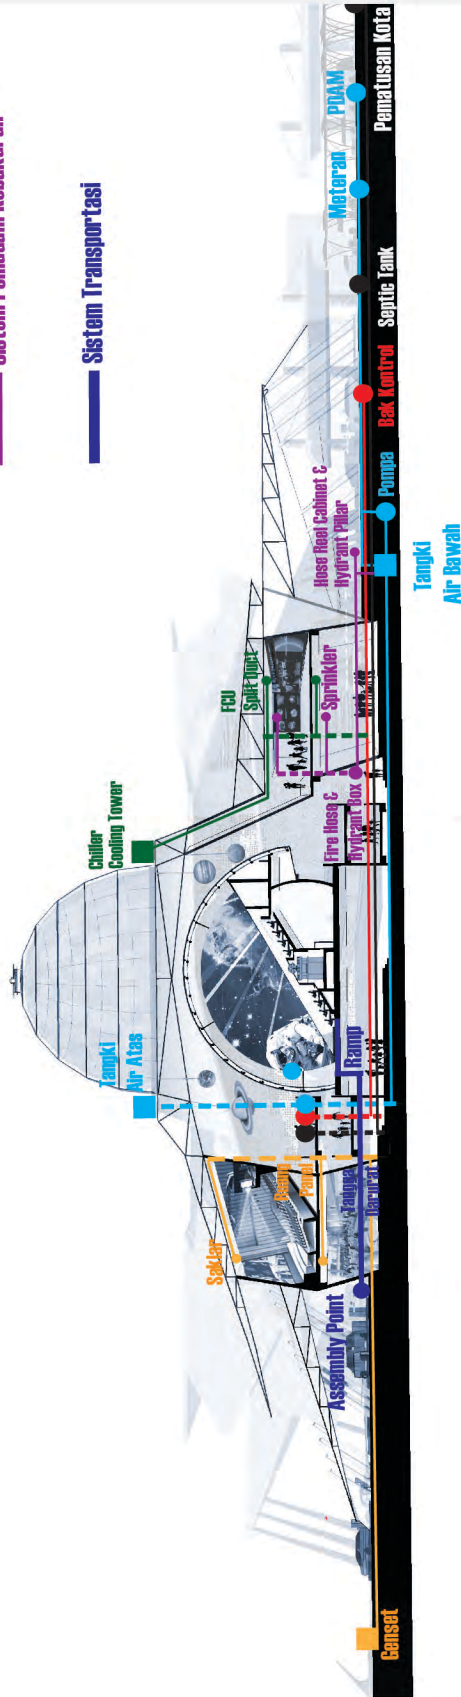 Sistem Transportasi
Chiller
Cooling Tower
Tangki
Air Atas
FCU
Split Duct
Saklar
Panel
Hose Reel Cabinet &
Hydrant Pillar
Sprinkler
Fire Hose &
Hydrant Box
Ramp
Tangga
Darurat
Assembly Point
PDAM
Meteran
Genset
Pompa
Bak Kontrol
Septic Tank
Pematusan Kota
Tangki
Air Bawah